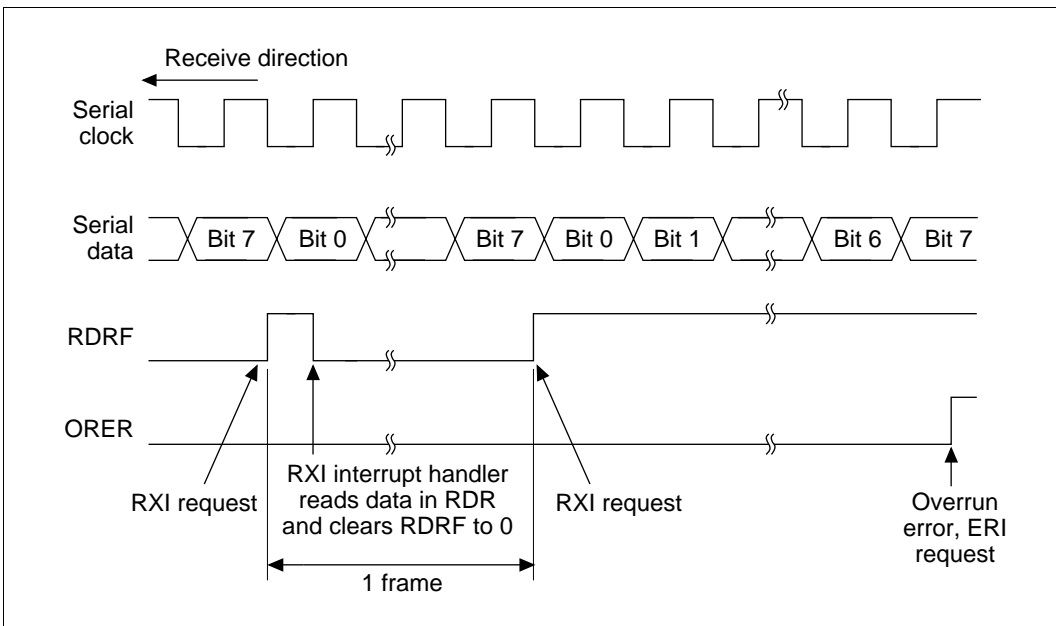 Receive direction
Serial
clock
Serial
data
Bit 7
Bit 0
Bit 7
Bit 0
Bit 1
Bit 6
Bit 7
RDRF
ORER
RXI request
RXI interrupt handler
reads data in RDR
and clears RDRF to 0
RXI request
Overrun
error, ERI
request
1 frame